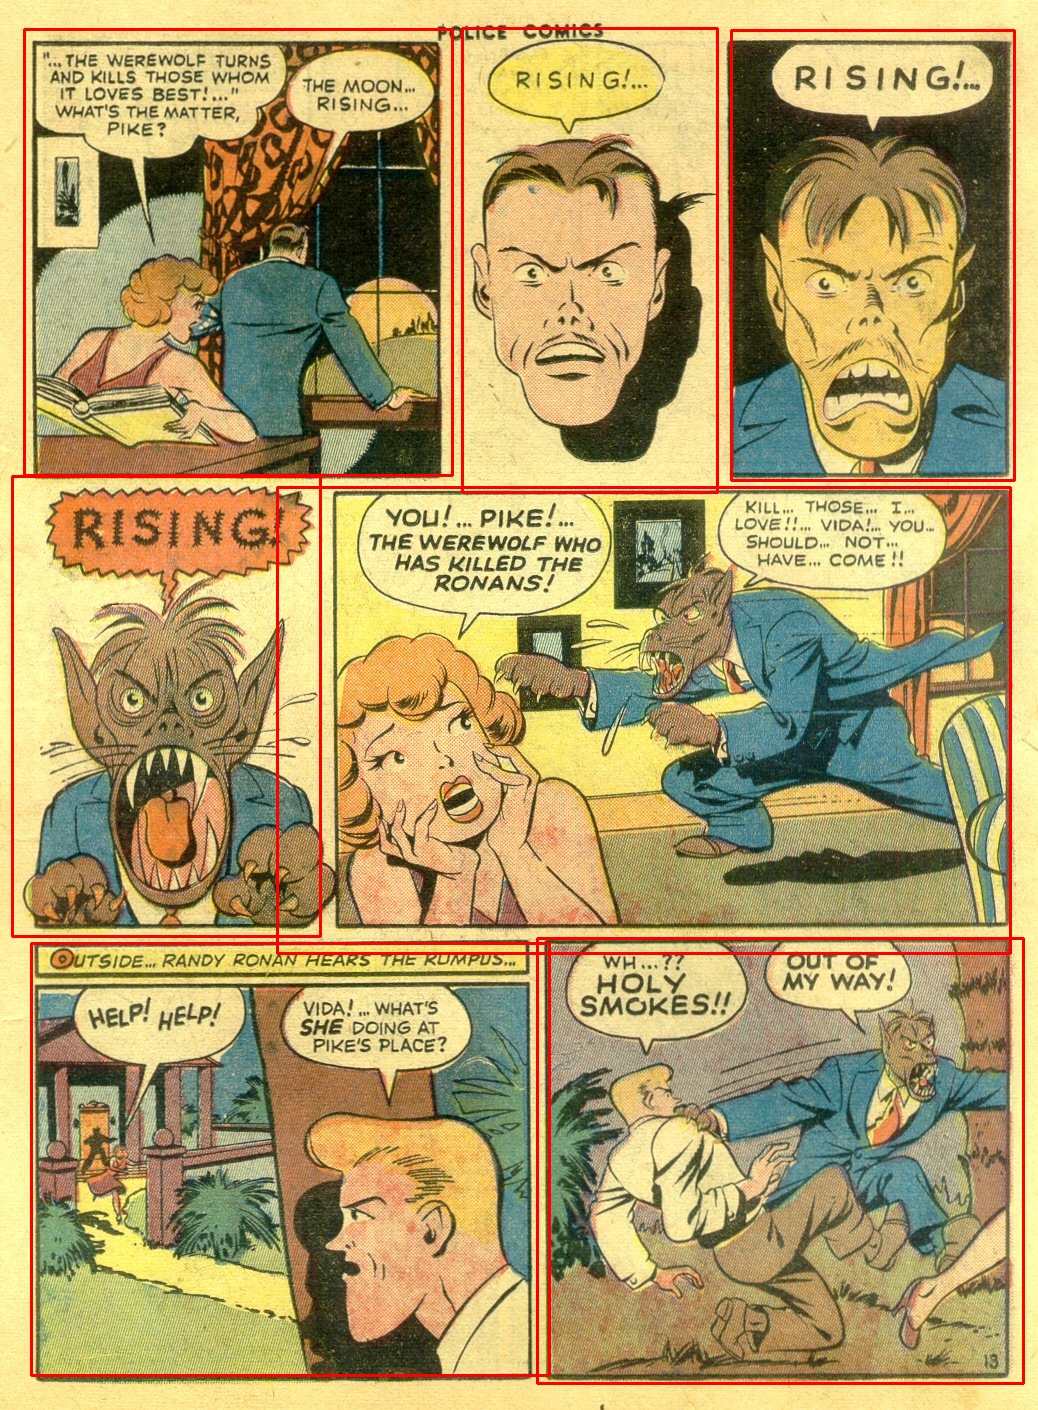 POLICE COMICS
"...THE WEREWOLF TURNS
AND KILLS THOSE WHOM
IT LOVES BEST!..."
WHAT'S THE MATTER,
PIKE?
THE MOON...
RISING...
RISING!...
RISING!...
RISING!
YOU!... PIKE!...
THE WEREWOLF WHO
HAS KILLED THE
RONANS!
KILL... THOSE... I...
LOVE!!... VIDA!... YOU...
SHOULD... NOT...
HAVE... COME!!
OUTSIDE... RANDY RONAN HEARS THE RUMPUS...
HELP! HELP!
VIDA!... WHAT'S
SHE DOING AT
PIKE'S PLACE?
WH...??
HOLY
SMOKES!!
OUT OF
MY WAY!
13